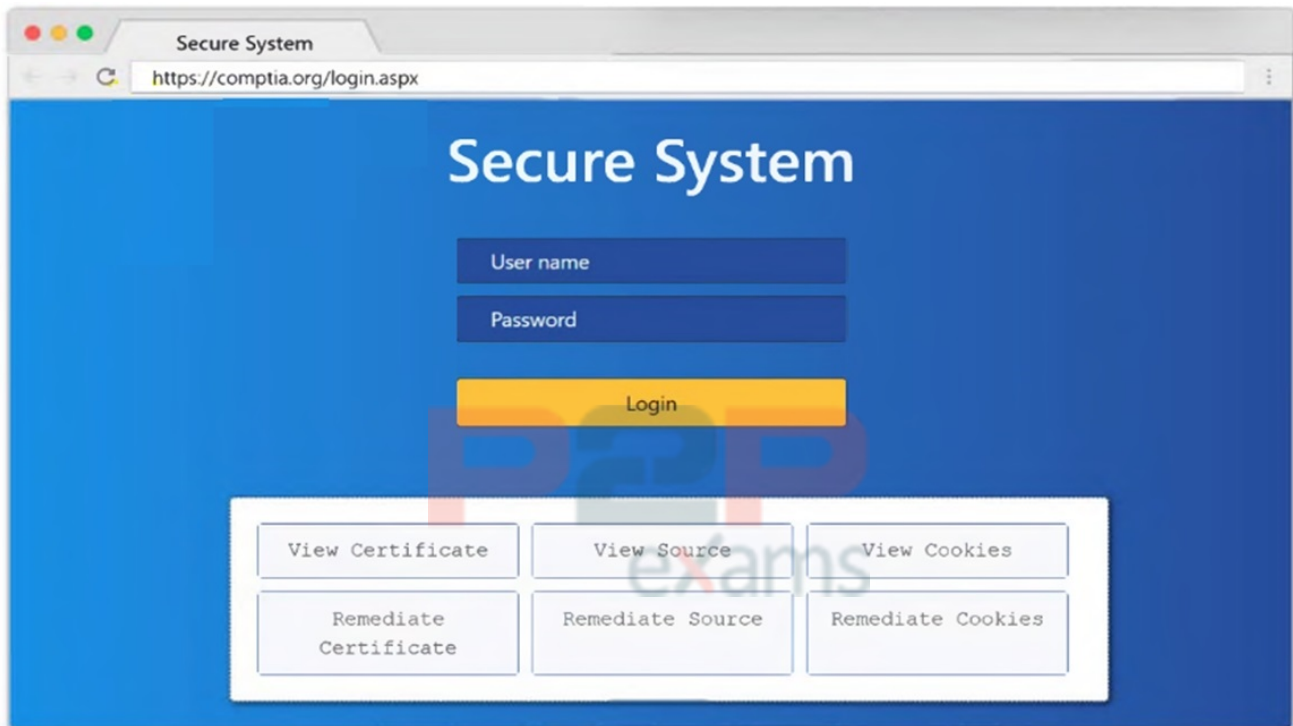 Secure System
https://comptia.org/login.aspx
Secure System
User name
Password
Login
P2P
exams
View Certificate
View Source
View Cookies
Remediate
Certificate
Remediate Source
Remediate Cookies